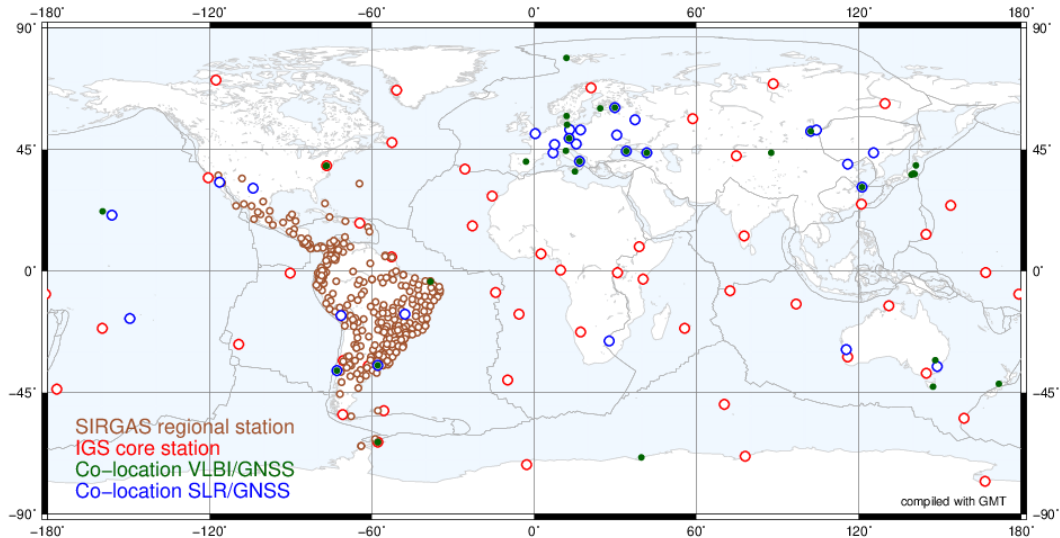 −180˚ −120˚ −60˚ 0˚ 60˚ 120˚ 180˚
90˚ 90˚
45˚ 45˚
0˚ 0˚
−45˚ −45˚
SIRGAS regional station
IGS core station
Co−location VLBI/GNSS
Co−location SLR/GNSS
compiled with GMT
−90˚ −90˚
−180˚ −120˚ −60˚ 0˚ 60˚ 120˚ 180˚